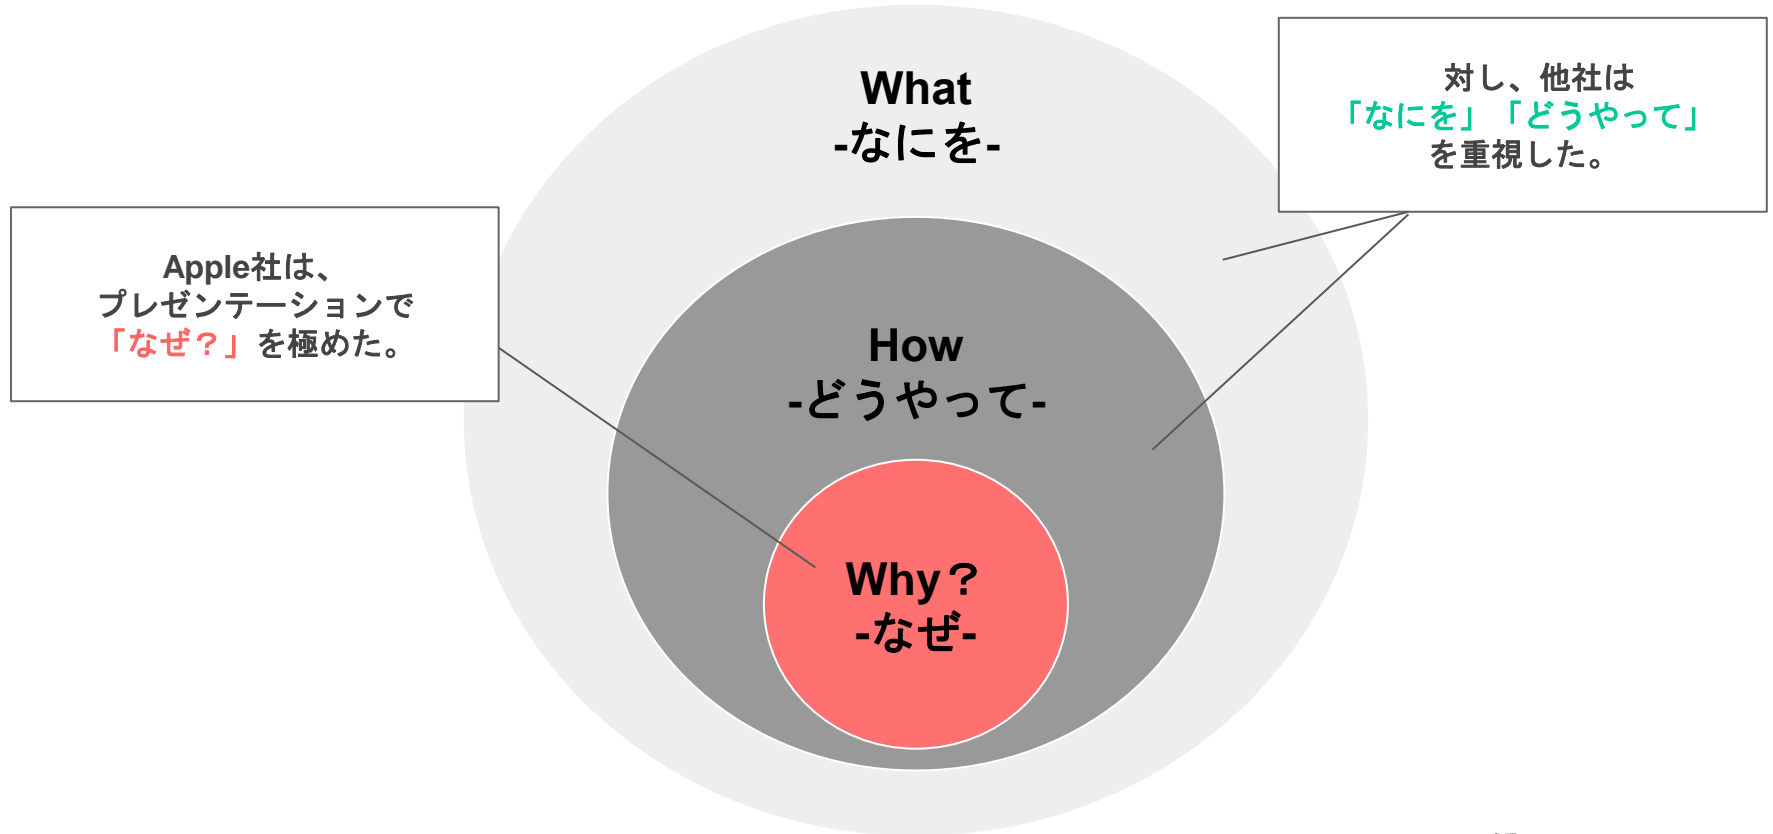 What
-なにを-
対し、他社は
「なにを」「どうやって」
を重視した。
Apple社は、
プレゼンテーションで
「なぜ？」を極めた。
How
-どうやって-
Why？
-なぜ-